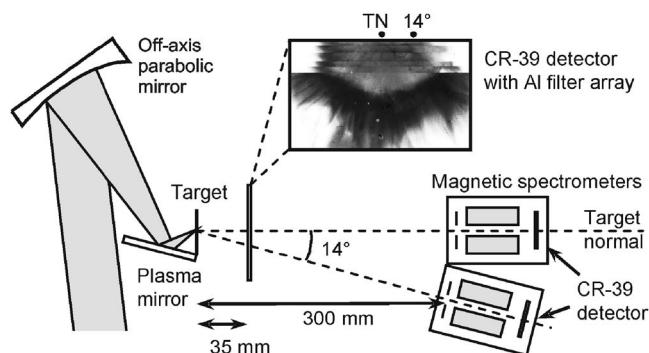 TN 14°
Off-axis
parabolic
mirror
CR-39 detector
with Al filter array
Target
Magnetic spectrometers
Target
normal
14°
Plasma
mirror
CR-39
detector
300 mm
35 mm